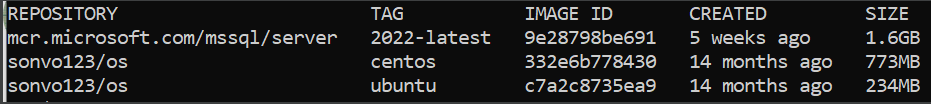 REPOSITORY TAG IMAGE ID CREATED SIZE
mcr.microsoft.com/mssql/server 2022-latest 9e28798be691 5 weeks ago 1.6GB
sonvo123/os centos 332e6b778430 14 months ago 773MB
sonvo123/os ubuntu c7a2c8735ea9 14 months ago 234MB